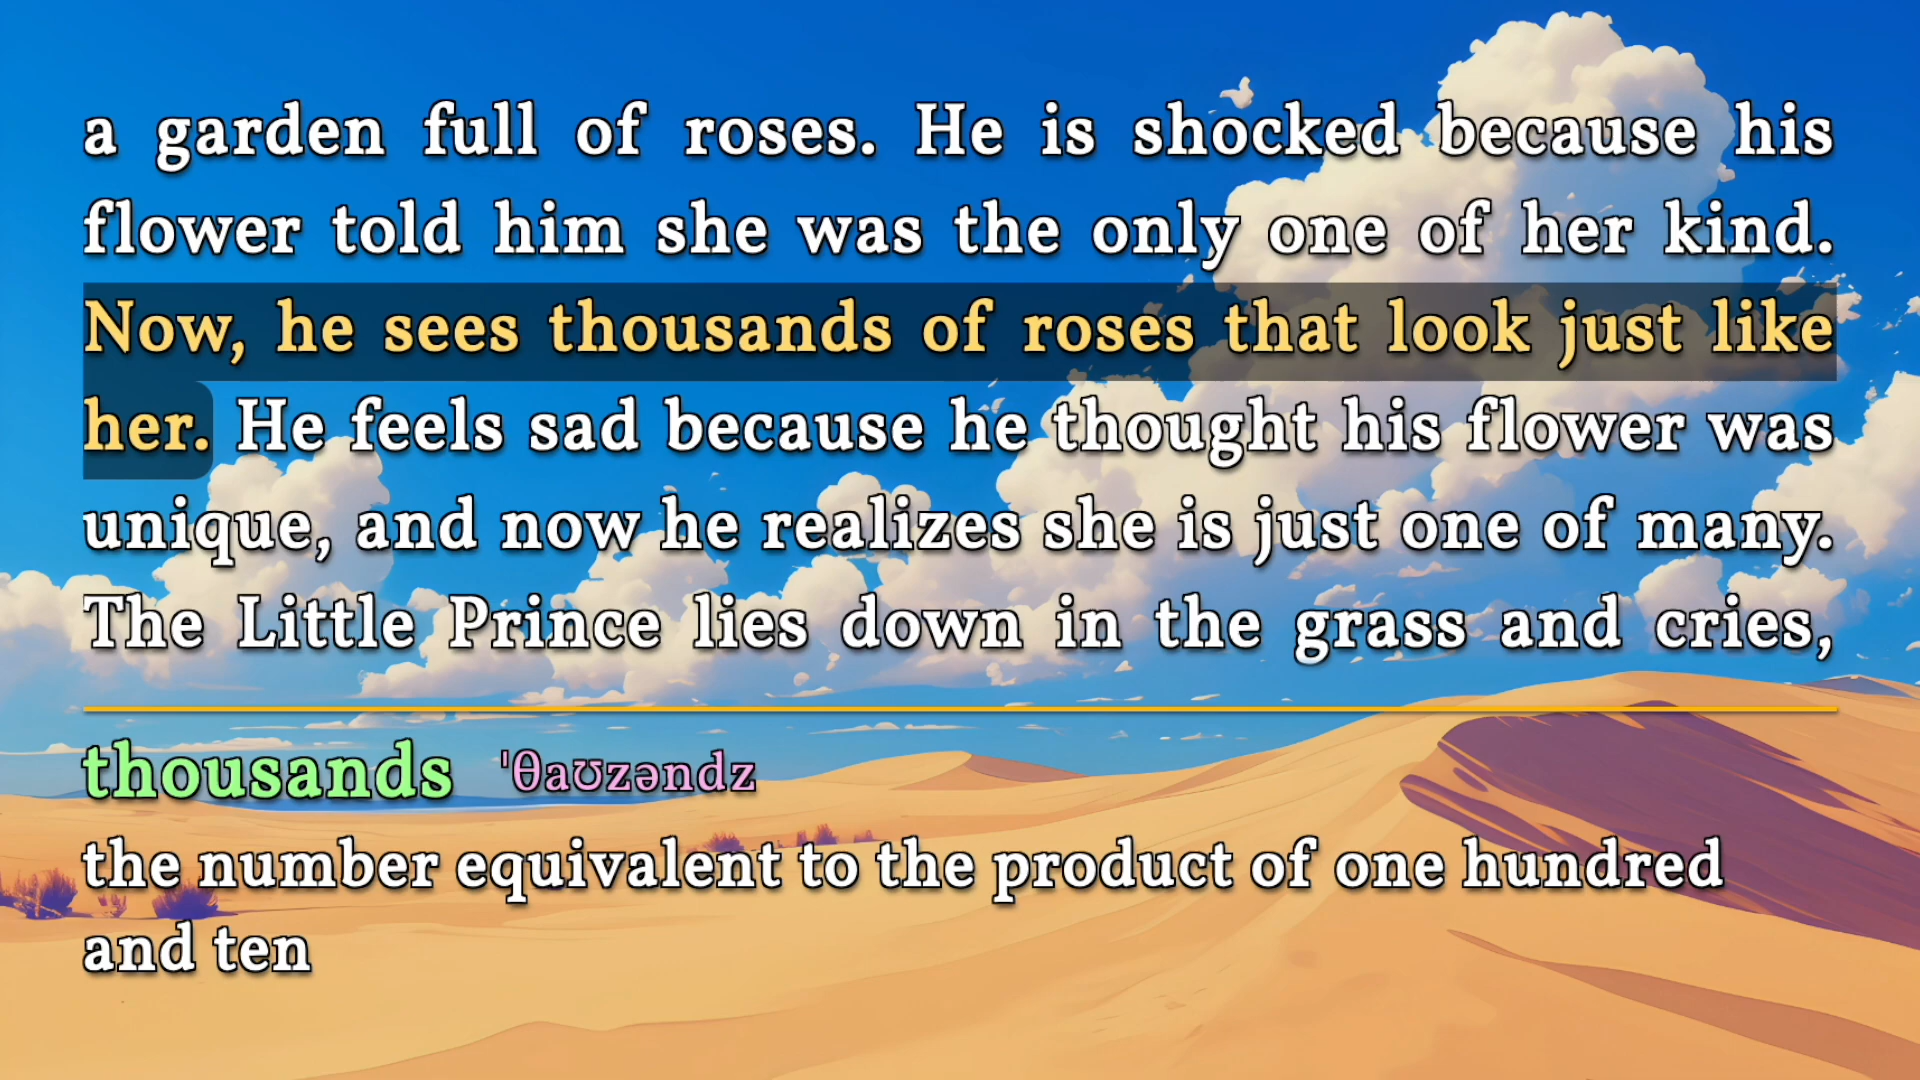 a garden full of roses. He is shocked because his
flower told him she was the only one of her kind.
Now, he sees thousands of roses that look just like
her. He feels sad because he thought his flower was
unique, and now he realizes she is just one of many.
The Little Prince lies down in the grass and cries,
thousands ˈθaʊzəndz
the number equivalent to the product of one hundred
and ten